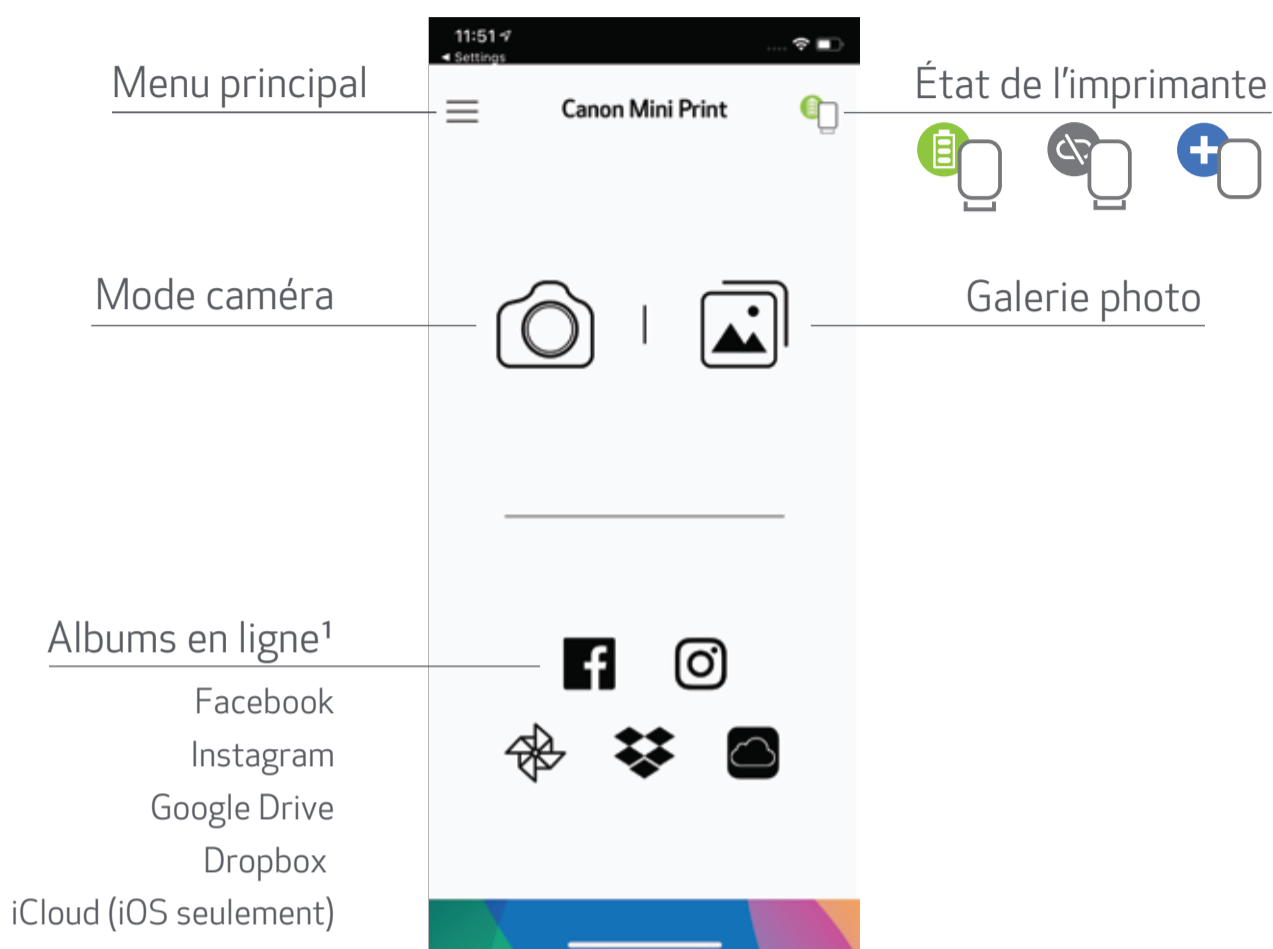 11:51
◄ Settings
Menu principal
Canon Mini Print
État de l'imprimante
Mode caméra
Galerie photo
Albums en ligne¹
Facebook
Instagram
Google Drive
Dropbox
iCloud (iOS seulement)